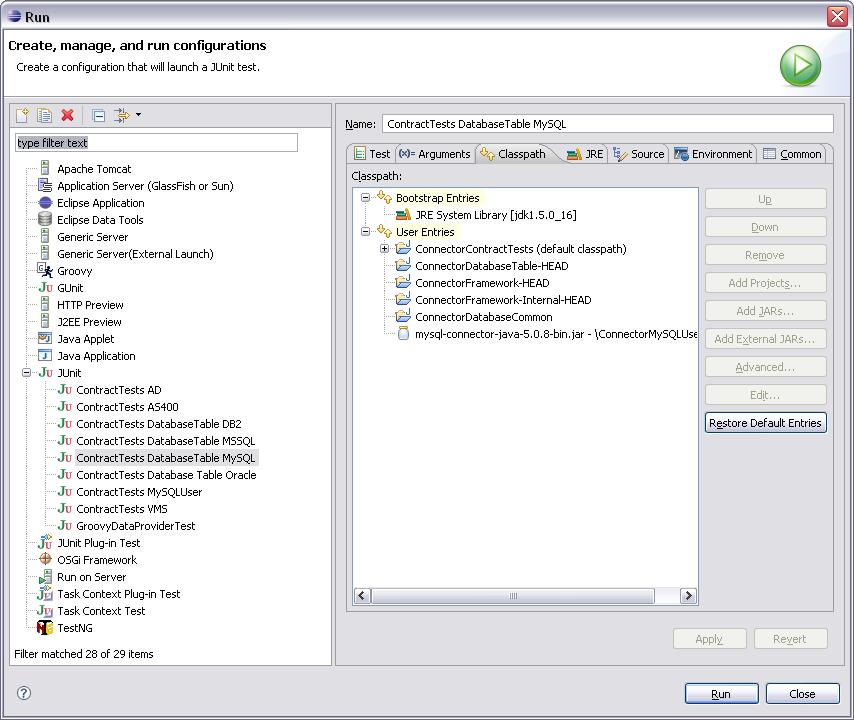 Run
Create, manage, and run configurations
Create a configuration that will launch a JUnit test.
type filter text
Apache Tomcat
Application Server (GlassFish or Sun)
Eclipse Application
Eclipse Data Tools
Generic Server
Generic Server(External Launch)
Groovy
GUnit
HTTP Preview
J2EE Preview
Java Applet
Java Application
JUnit
ContractTests AD
ContractTests AS400
ContractTests DatabaseTable DB2
ContractTests DatabaseTable MSSQL
ContractTests DatabaseTable MySQL
ContractTests Database Table Oracle
ContractTests MySQLUser
ContractTests VMS
GroovyDataProviderTest
JUnit Plug-in Test
OSGi Framework
Run on Server
Task Context Plug-in Test
Task Context Test
TestNG
Filter matched 28 of 29 items
Name: ContractTests DatabaseTable MySQL
Test (x)= Arguments Classpath JRE Source Environment Common
Classpath:
Bootstrap Entries
JRE System Library [jdk1.5.0_16]
User Entries
ConnectorContractTests (default classpath)
ConnectorDatabaseTable-HEAD
ConnectorFramework-HEAD
ConnectorFramework-Internal-HEAD
ConnectorDatabaseCommon
mysql-connector-java-5.0.8-bin.jar - \ConnectorMySQLUse
Up
Down
Remove
Add Projects...
Add JARs...
Add External JARs...
Advanced...
Edit...
Restore Default Entries
Apply Revert
Run Close